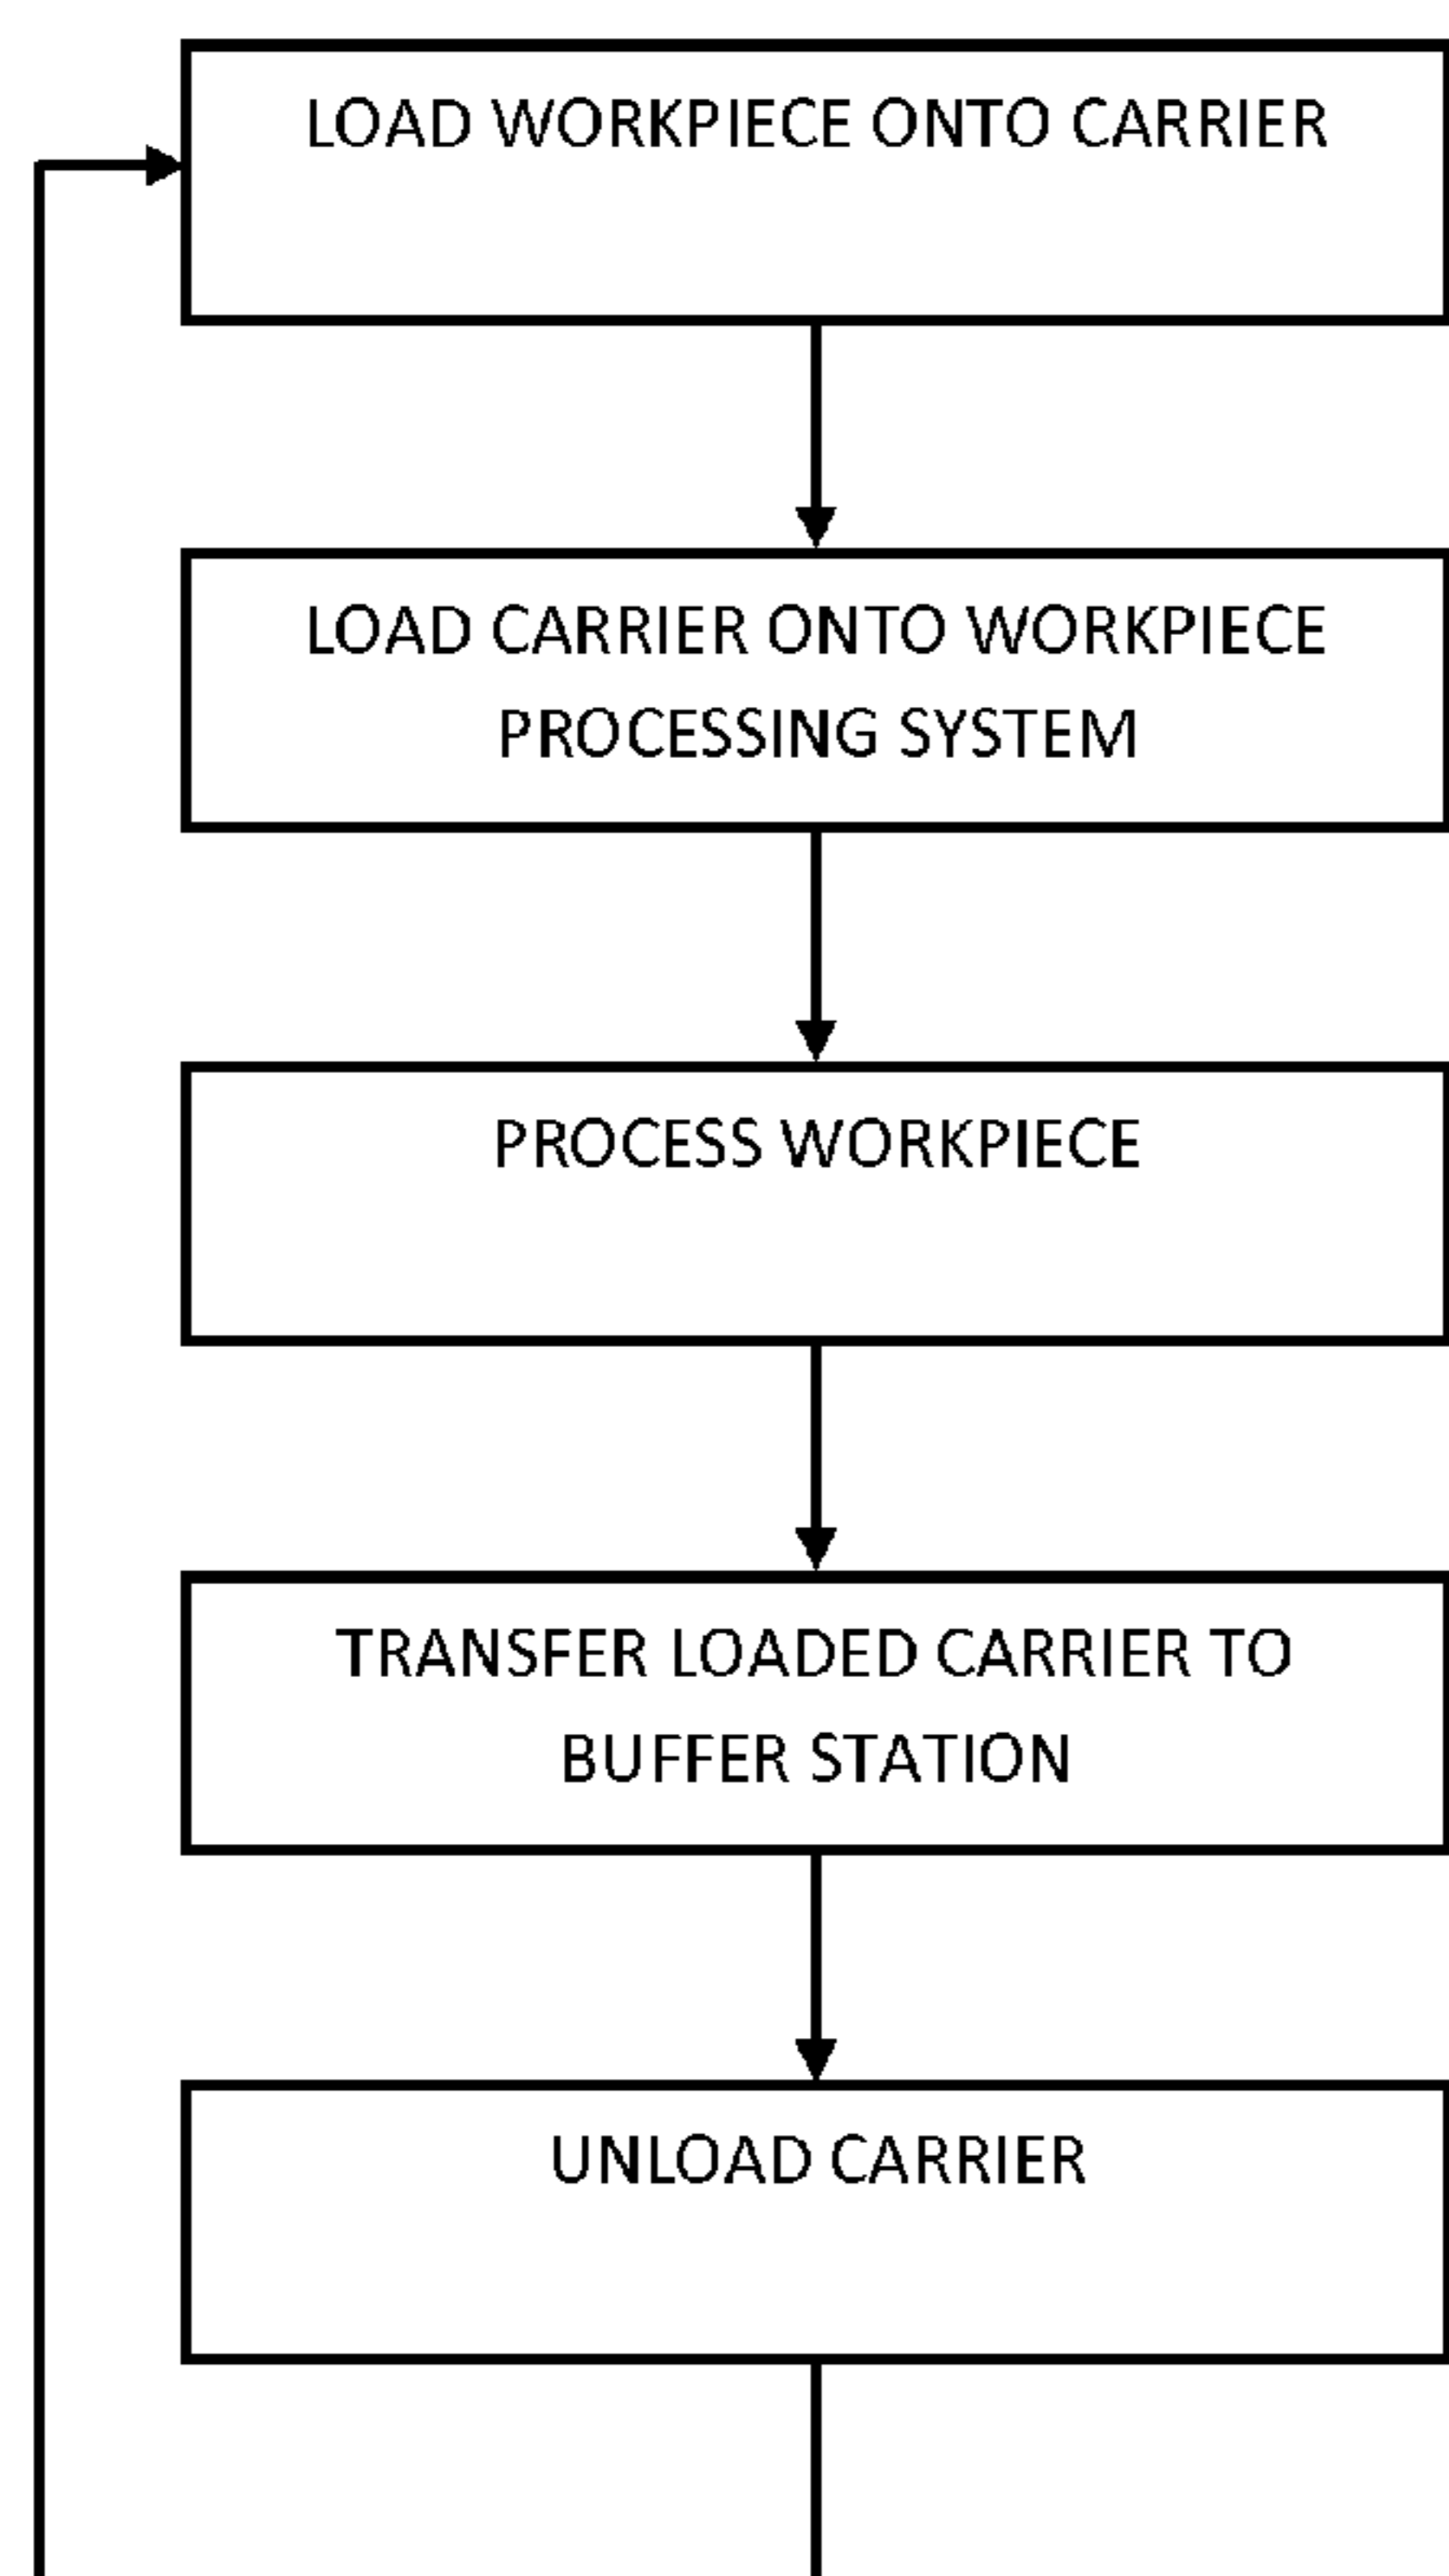 LOAD WORKPIECE ONTO CARRIER
LOAD CARRIER ONTO WORKPIECE
PROCESSING SYSTEM
PROCESS WORKPIECE
TRANSFER LOADED CARRIER TO
BUFFER STATION
UNLOAD CARRIER